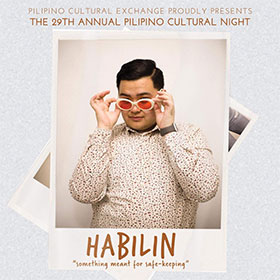 PILIPINO CULTURAL EXCHANGE PROUDLY PRESENTS
THE 29TH ANNUAL PILIPINO CULTURAL NIGHT
HABILIN
"something meant for safe-keeping"